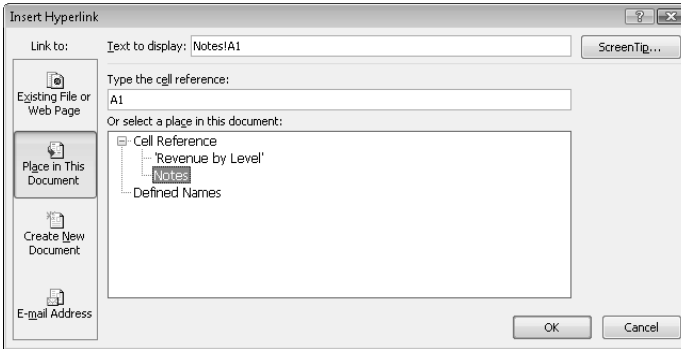 Insert Hyperlink
Link to:
Text to display: Notes!A1
ScreenTip...
Existing File or
Web Page
Place in This
Document
Create New
Document
E-mail Address
Type the cell reference:
A1
Or select a place in this document:
Cell Reference
'Revenue by Level'
Notes
Defined Names
OK
Cancel